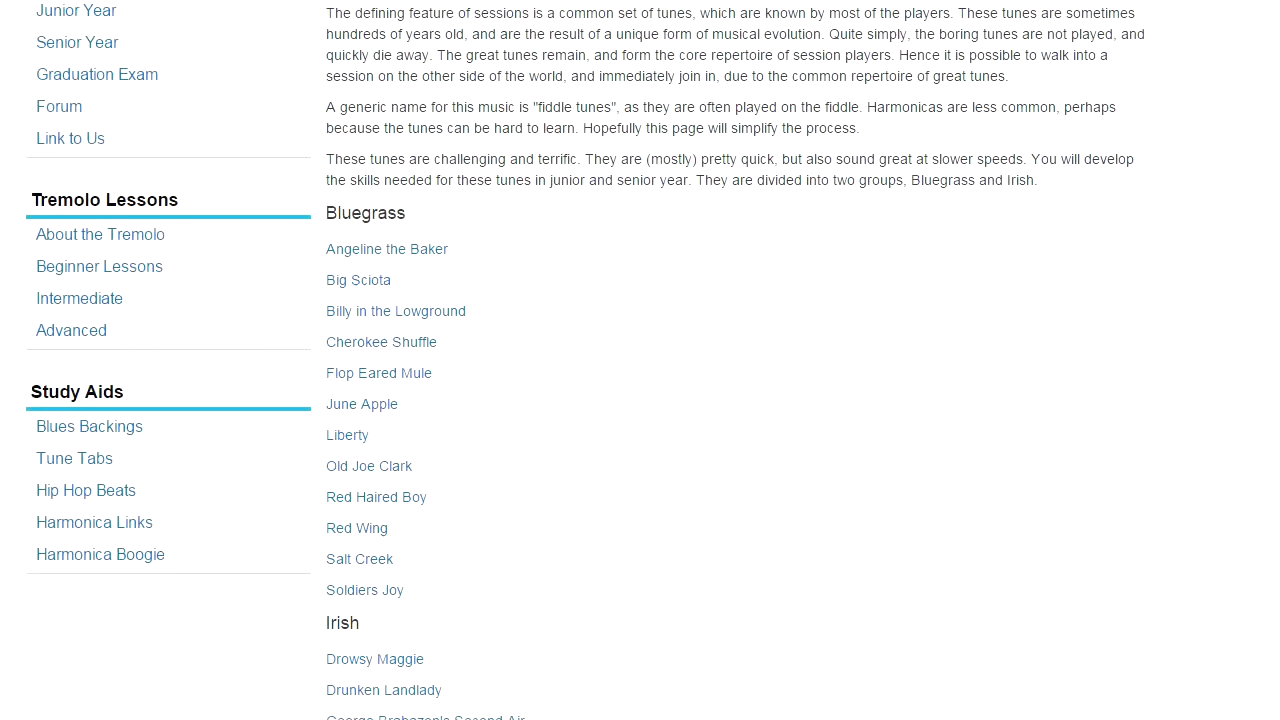 Junior Year
Senior Year
Graduation Exam
Forum
Link to Us
Tremolo Lessons
About the Tremolo
Beginner Lessons
Intermediate
Advanced
Study Aids
Blues Backings
Tune Tabs
Hip Hop Beats
Harmonica Links
Harmonica Boogie
The defining feature of sessions is a common set of tunes, which are known by most of the players. These tunes are sometimes
hundreds of years old, and are the result of a unique form of musical evolution. Quite simply, the boring tunes are not played, and
quickly die away. The great tunes remain, and form the core repertoire of session players. Hence it is possible to walk into a
session on the other side of the world, and immediately join in, due to the common repertoire of great tunes.
A generic name for this music is "fiddle tunes", as they are often played on the fiddle. Harmonicas are less common, perhaps
because the tunes can be hard to learn. Hopefully this page will simplify the process.
These tunes are challenging and terrific. They are (mostly) pretty quick, but also sound great at slower speeds. You will develop
the skills needed for these tunes in junior and senior year. They are divided into two groups, Bluegrass and Irish.
Bluegrass
Angeline the Baker
Big Sciota
Billy in the Lowground
Cherokee Shuffle
Flop Eared Mule
June Apple
Liberty
Old Joe Clark
Red Haired Boy
Red Wing
Salt Creek
Soldiers Joy
Irish
Drowsy Maggie
Drunken Landlady
George Brabazon's Second Air